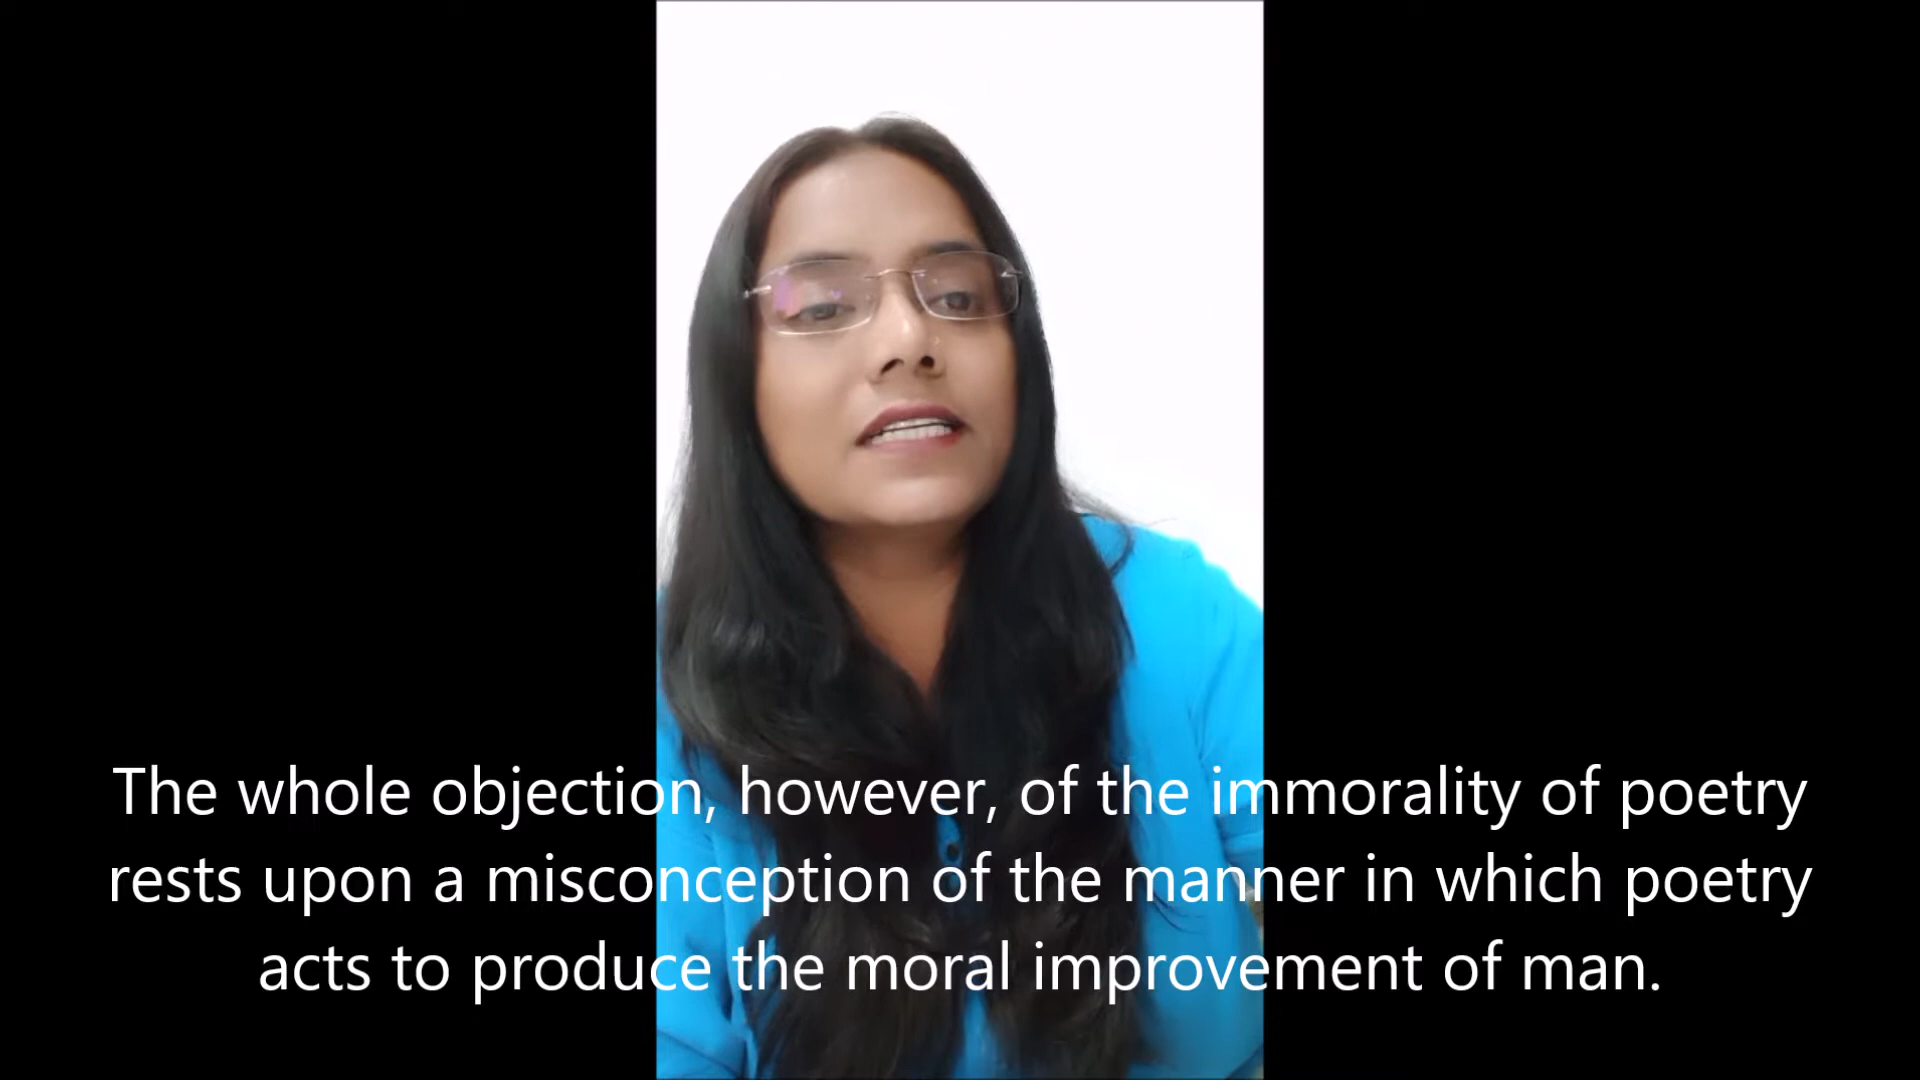 The whole objection, however, of the immorality of poetry
rests upon a misconception of the manner in which poetry
acts to produce the moral improvement of man.